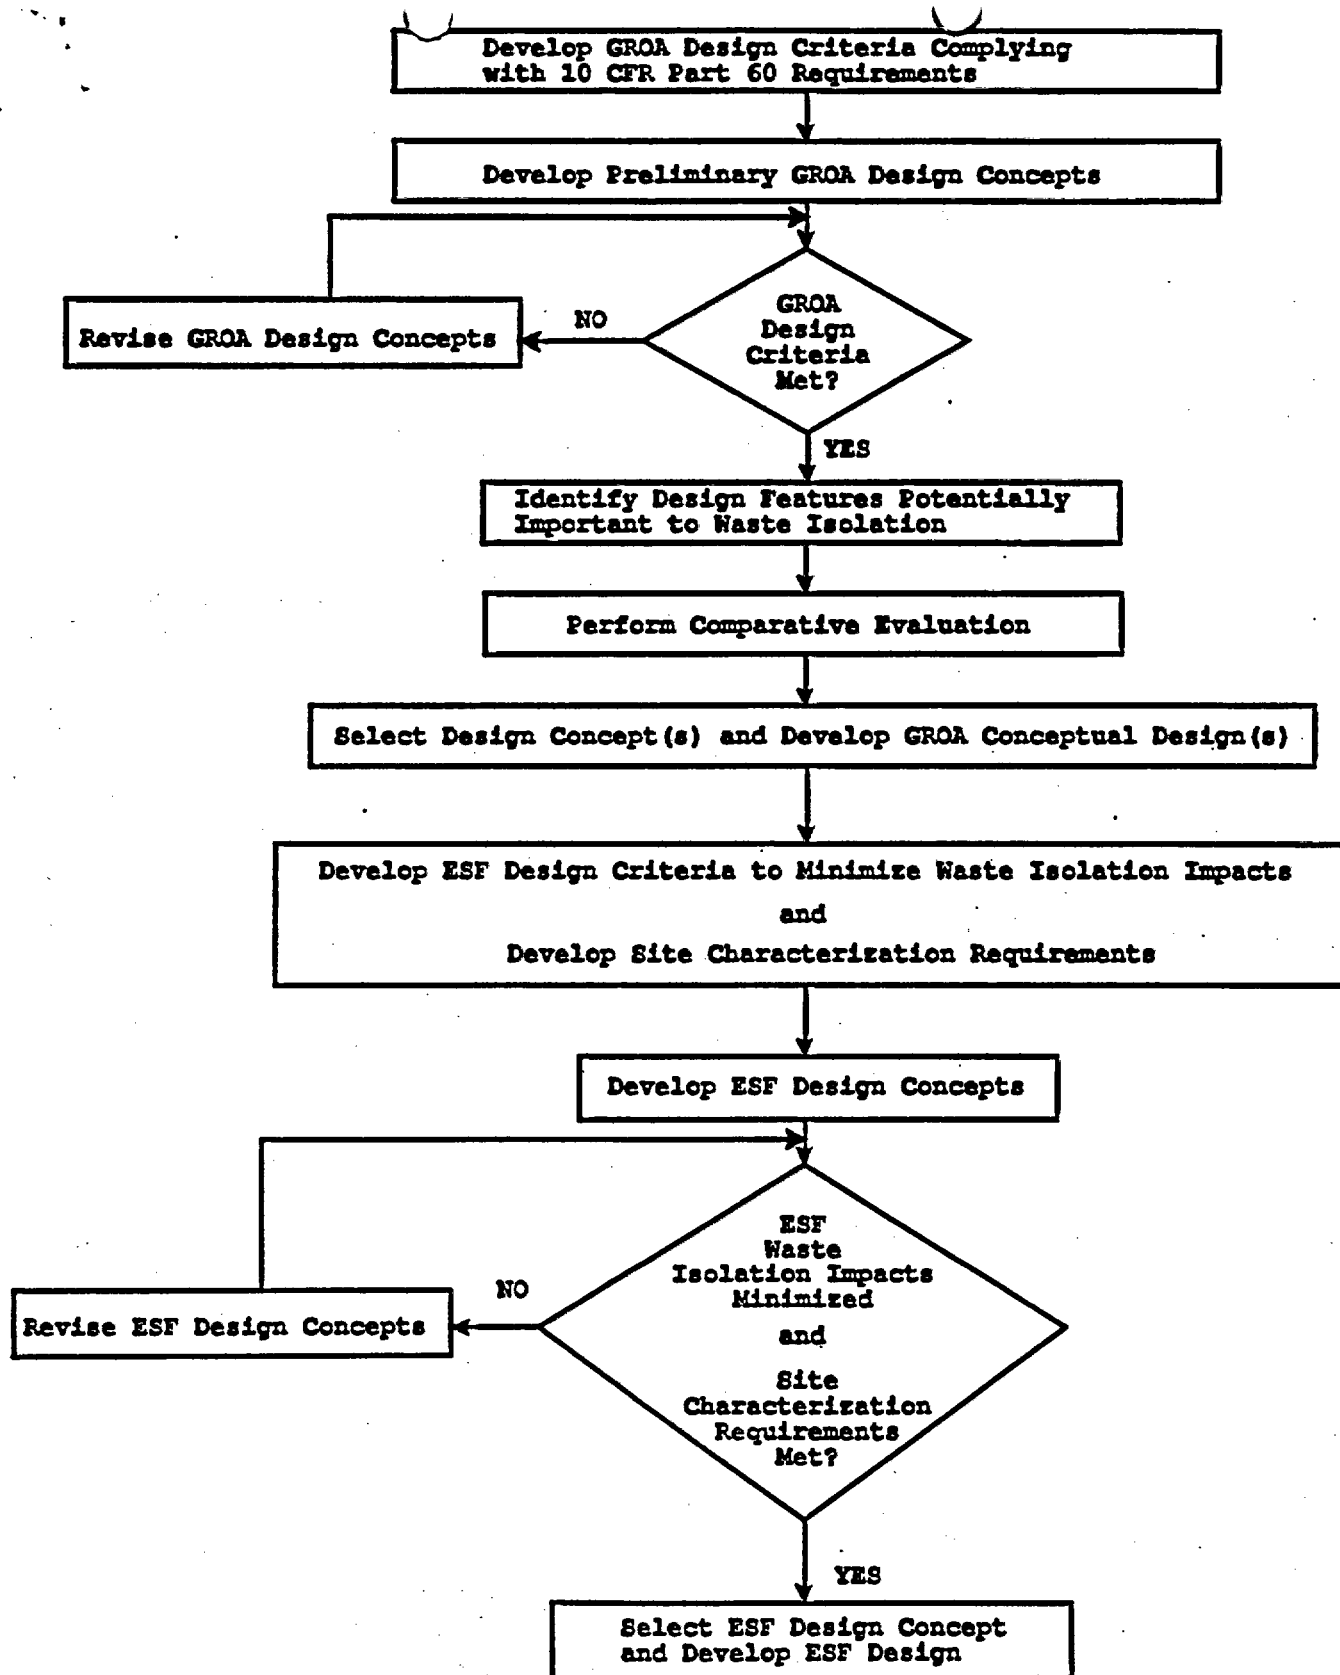 Develop GROA Design Criteria Complying
with 10 CFR Part 60 Requirements
Develop Preliminary GROA Design Concepts
GROA
Design
Criteria
Met?
NO
Revise GROA Design Concepts
YES
Identify Design Features Potentially
Important to Waste Isolation
Perform Comparative Evaluation
Select Design Concept(s) and Develop GROA Conceptual Design(s)
Develop ESF Design Criteria to Minimize Waste Isolation Impacts
and
Develop Site Characterization Requirements
Develop ESF Design Concepts
ESF
Waste
Isolation Impacts
Minimized
and
Site
Characterization
Requirements
Met?
NO
Revise ESF Design Concepts
YES
Select ESF Design Concept
and Develop ESF Design